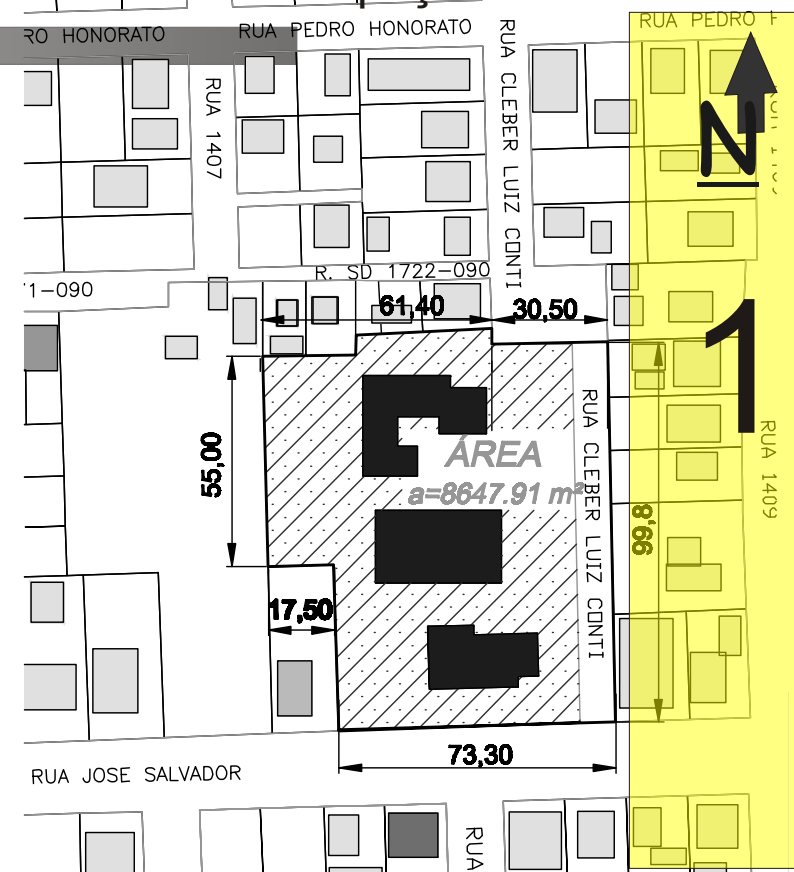 RO HONORATO
RUA PEDRO HONORATO
RUA PEDRO
RUA CLEBER LUIZ CONTI
RUA 1407
N
R. SD 1722-090
1-090
61,40
30,50
1
55,00
RUA CLEBER LUIZ CONTI
ÁREA
a=8647.91 m²
RUA 1409
99,8
17,50
73,30
RUA JOSE SALVADOR
RUA